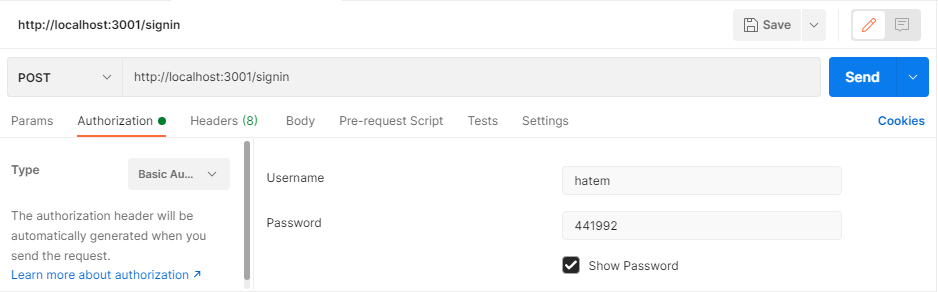 http://localhost:3001/signin
Save
POST
http://localhost:3001/signin
Send
Params Authorization Headers (8) Body Pre-request Script Tests Settings Cookies
Type
Basic Au...
The authorization header will be
automatically generated when you
send the request.
Learn more about authorization ↗
Username
hatem
Password
441992
Show Password